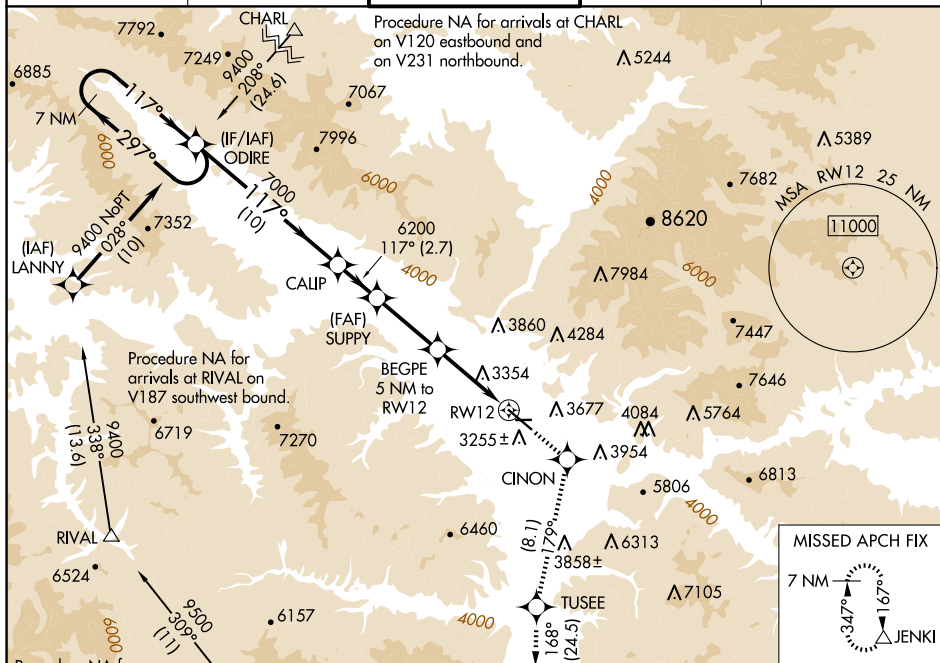 CHARL
Procedure NA for arrivals at CHARL
on V120 eastbound and
on V231 northbound.
7792
7249
9400
208°
(24.6)
5244
6885
7067
7 NM
117°
297°
6000
(IF/IAF)
ODIRE
7996
6000
4000
5389
7682
MSA RW12 25 NM
11000
8620
7000
117°
(10)
9400 NoPT
028°
(10)
7352
(IAF)
LANNY
6200
117° (2.7)
4000
CALIP
7984
6000
(FAF)
SUPPY
3860
4284
7447
Procedure NA for
arrivals at RIVAL on
V187 southwest bound.
BEGPE
5 NM to
RW12
3354
7646
9400
338°
(13.6)
6719
7270
RW12
3677
4084
5764
3255±
3954
CINON
6813
5806
4000
RIVAL
6460
(8.1)
179°
6313
3858±
MISSED APCH FIX
7 NM
347°
167°
JENKI
6524
9500
309°
(11)
6157
4000
TUSEE
7105
6000
168°
(24.5)
Procedure NA for